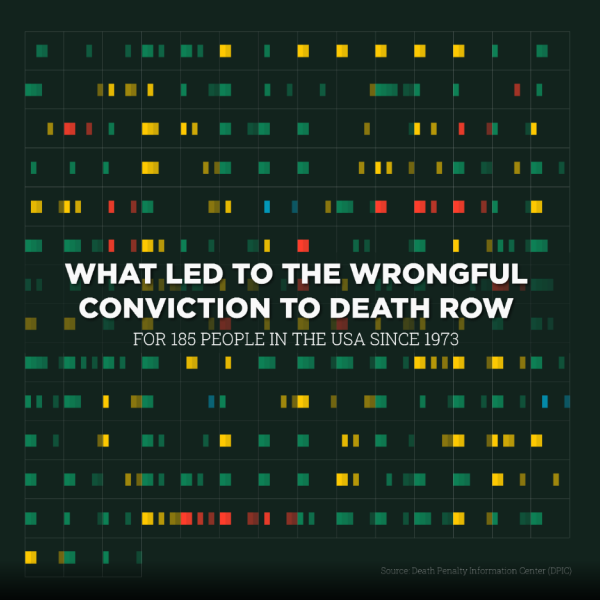 WHAT LED TO THE WRONGFUL
CONVICTION TO DEATH ROW
FOR 185 PEOPLE IN THE USA SINCE 1973
Source: Death Penalty Information Center (DPIC)